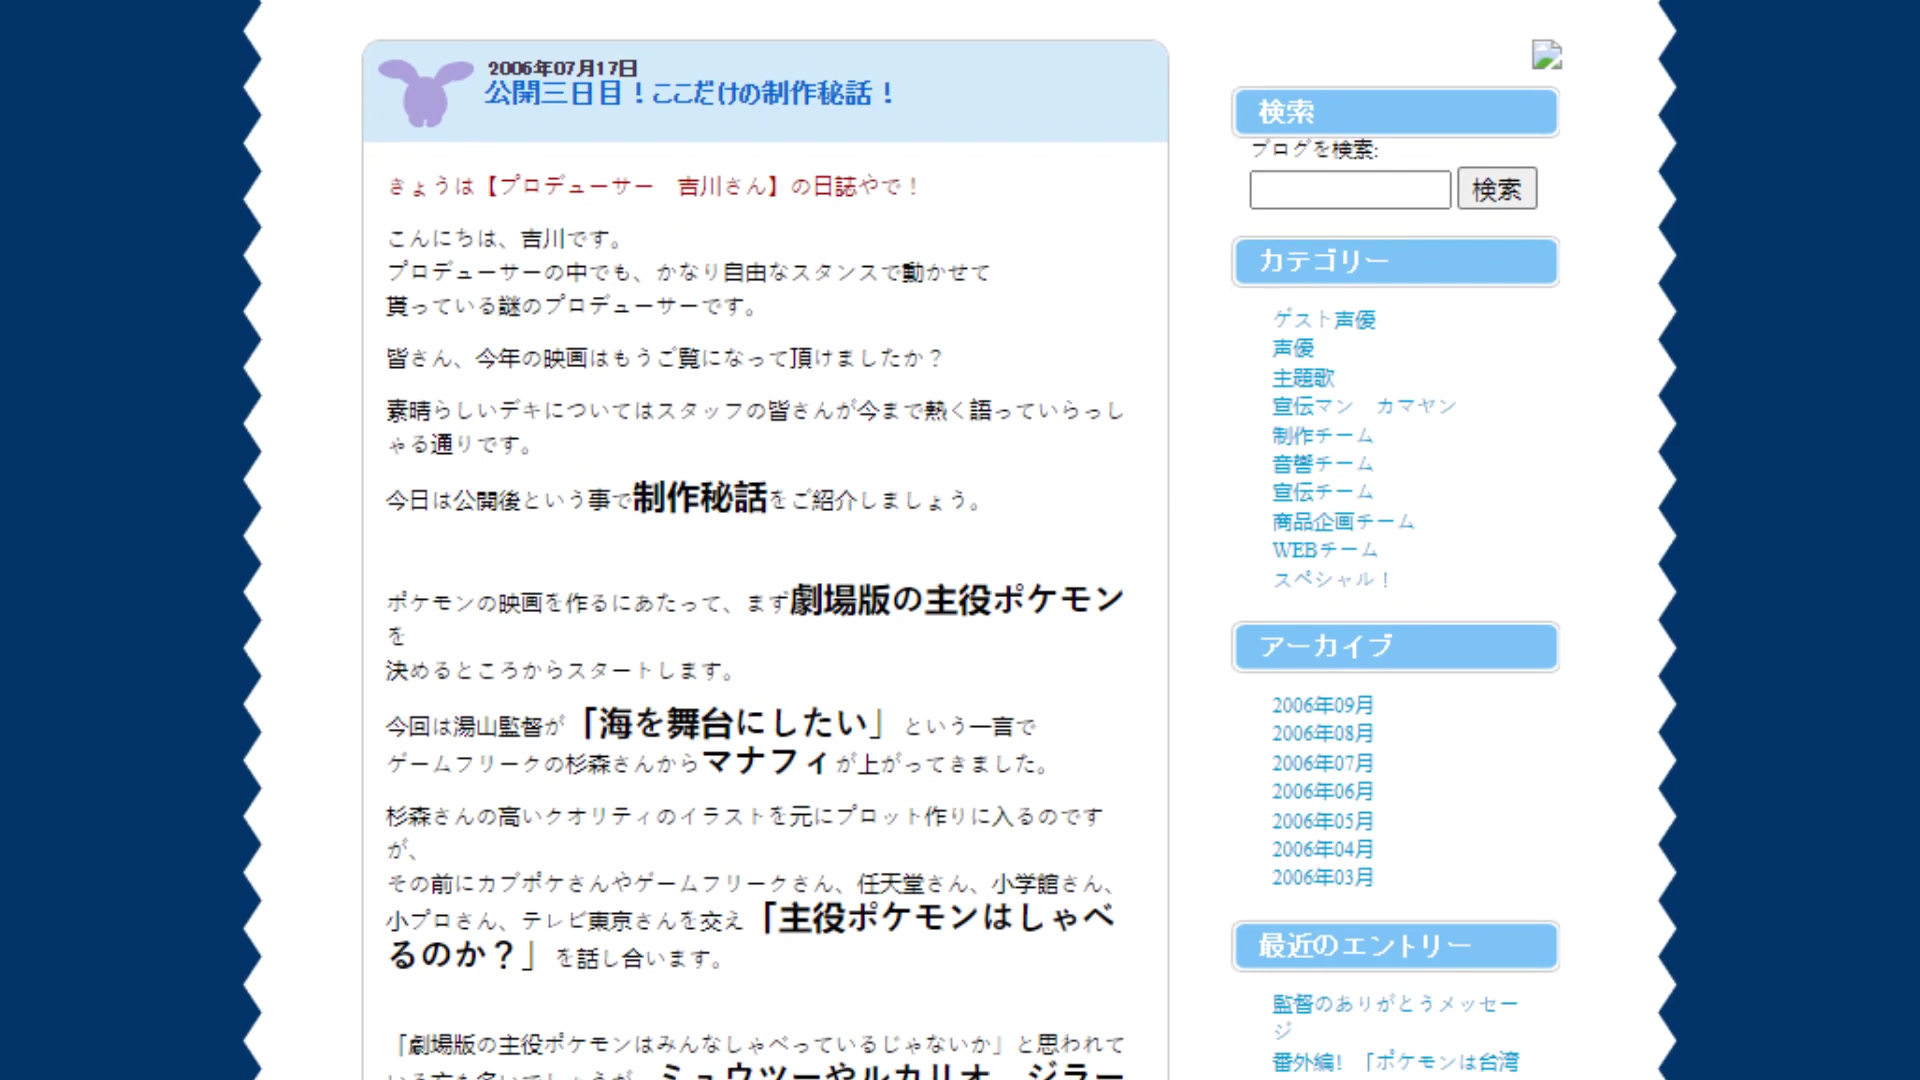 2006年07月17日
公開三日目！ここだけの制作秘話！
きょうは【プロデューサー　吉川さん】の日誌やで！
こんにちは、吉川です。
プロデューサーの中でも、かなり自由なスタンスで動かせて
貰っている謎のプロデューサーです。
皆さん、今年の映画はもうご覧になって頂けましたか？
素晴らしいデキについてはスタッフの皆さんが今まで熱く語っていらっし
ゃる通りです。
今日は公開後という事で制作秘話をご紹介しましょう。
ポケモンの映画を作るにあたって、まず劇場版の主役ポケモン
を
決めるところからスタートします。
今回は湯山監督が「海を舞台にしたい」という一言で
ゲームフリークの杉森さんからマナフィが上がってきました。
杉森さんの高いクオリティのイラストを元にプロット作りに入るのです
が、
その前にカブポケさんやゲームフリークさん、任天堂さん、小学館さん、
小プロさん、テレビ東京さんを交え「主役ポケモンはしゃべ
るのか？」を話し合います。
「劇場版の主役ポケモンはみんなしゃべっているじゃないか」と思われて
いる方も多いでしょうが、ミュウツーやルカリオ、ジラー
検索
ブログを検索:
検索
カテゴリー
ゲスト声優
声優
主題歌
宣伝マン　カマヤン
制作チーム
音響チーム
宣伝チーム
商品企画チーム
WEBチーム
スペシャル！
アーカイブ
2006年09月
2006年08月
2006年07月
2006年06月
2006年05月
2006年04月
2006年03月
最近のエントリー
監督のありがとうメッセー
ジ
番外編! 「ポケモンは台湾